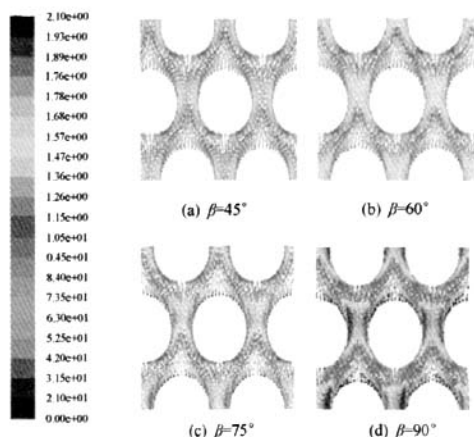 2.10e+00
1.93e+00
1.89e+00
1.76e+00
1.78e+00
1.68e+00
1.57e+00
1.47e+00
1.36e+00
1.26e+00
1.15e+00
1.05e+01
0.45e+01
8.40e+01
7.35e+01
6.30e+01
5.25e+01
4.20e+01
3.15e+01
2.10e+01
0.00e+00
(a) β=45°
(b) β=60°
(c) β=75°
(d) β=90°